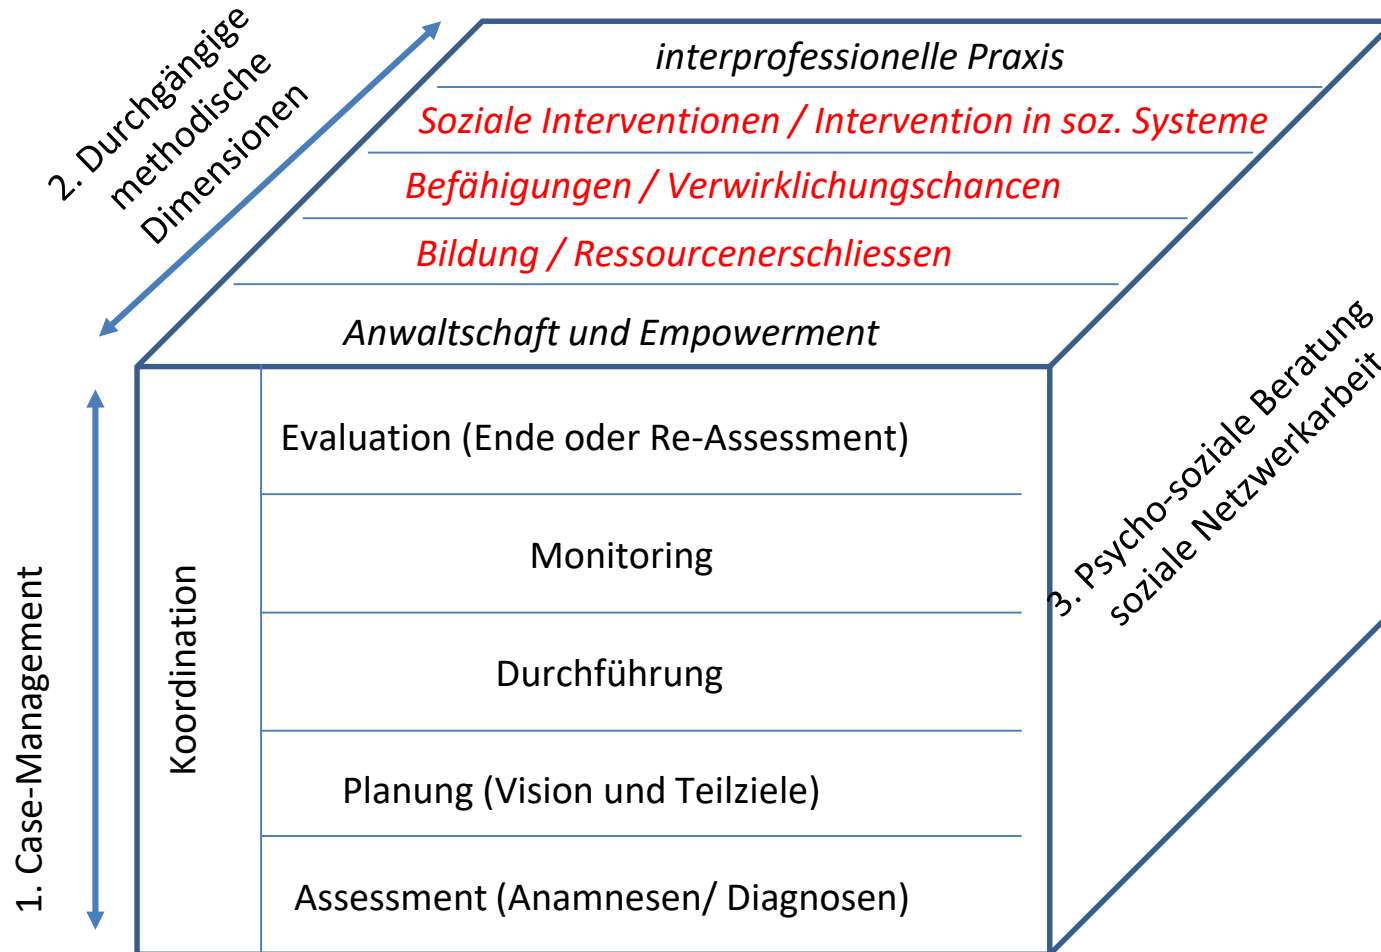 2. Durchgängige
methodische
Dimensionen
interprofessionelle Praxis
Soziale Interventionen / Intervention in soz. Systeme
Befähigungen / Verwirklichungschancen
Bildung / Ressourcenerschliessen
Anwaltschaft und Empowerment
1. Case-Management
Koordination
Evaluation (Ende oder Re-Assessment)
Monitoring
Durchführung
Planung (Vision und Teilziele)
Assessment (Anamnesen/ Diagnosen)
3. Psycho-soziale Beratung
soziale Netzwerkarbeit